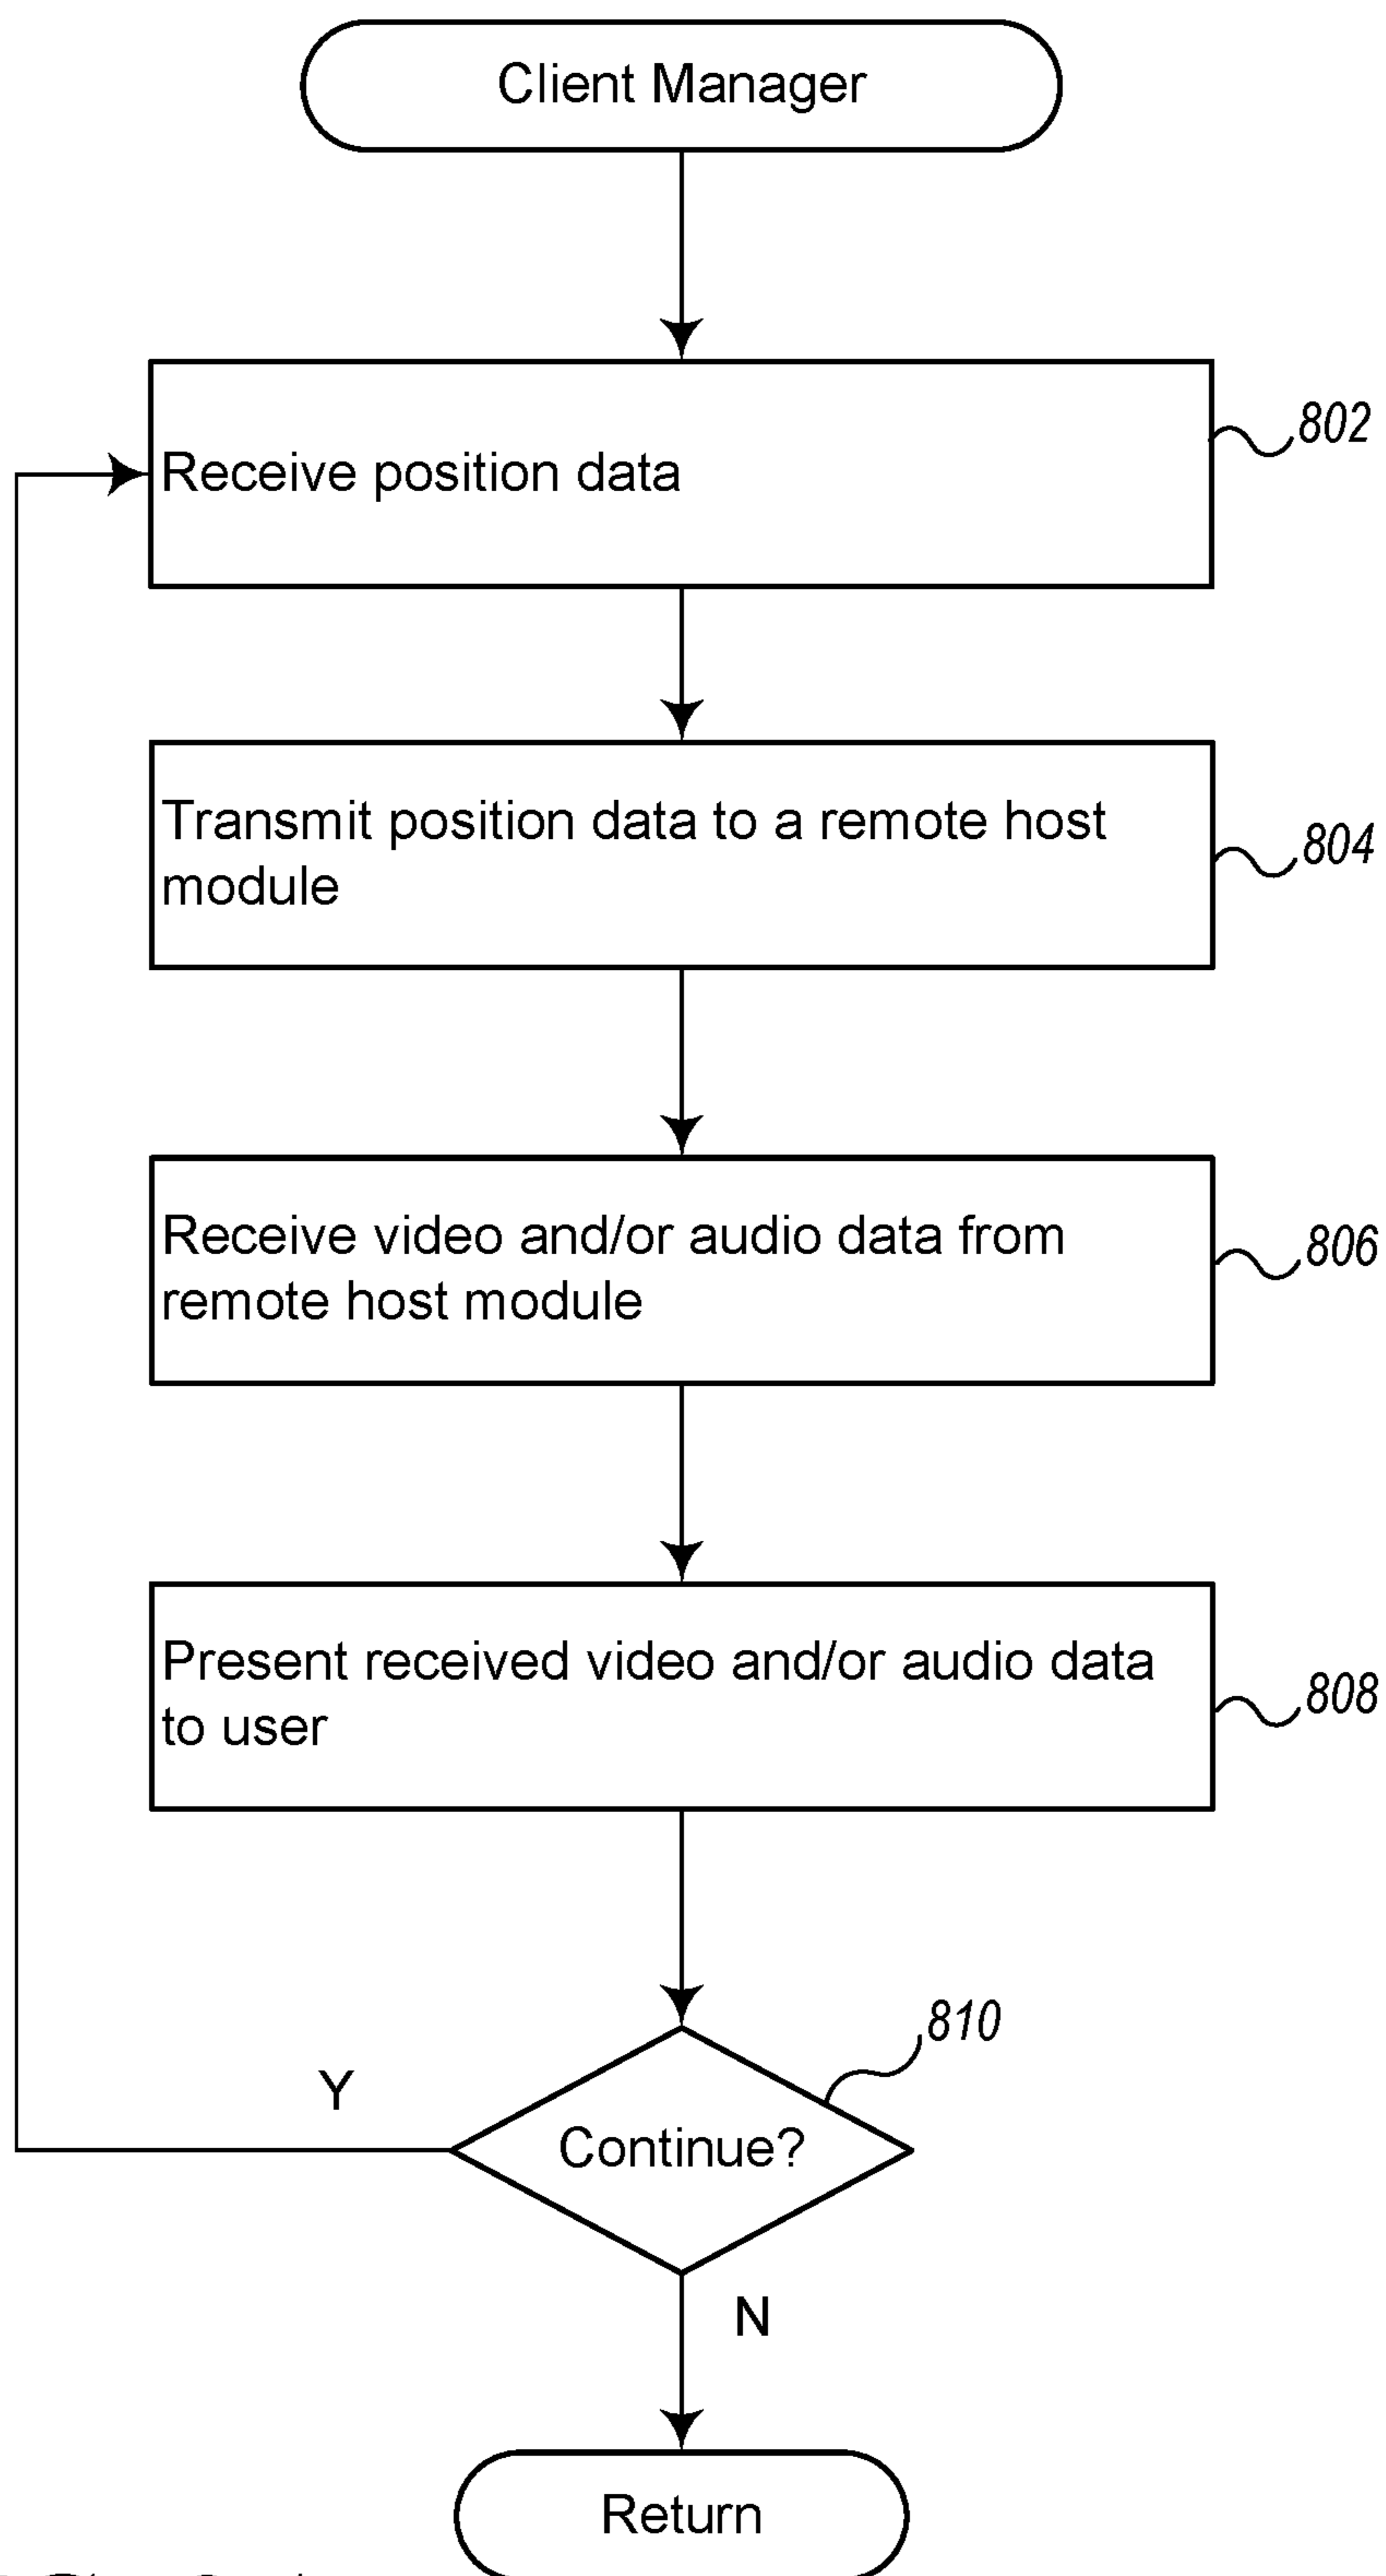 Client Manager
Receive position data
802
Transmit position data to a remote host
module
804
Receive video and/or audio data from
remote host module
806
Present received video and/or audio data
to user
808
810
Continue?
Y
N
Return